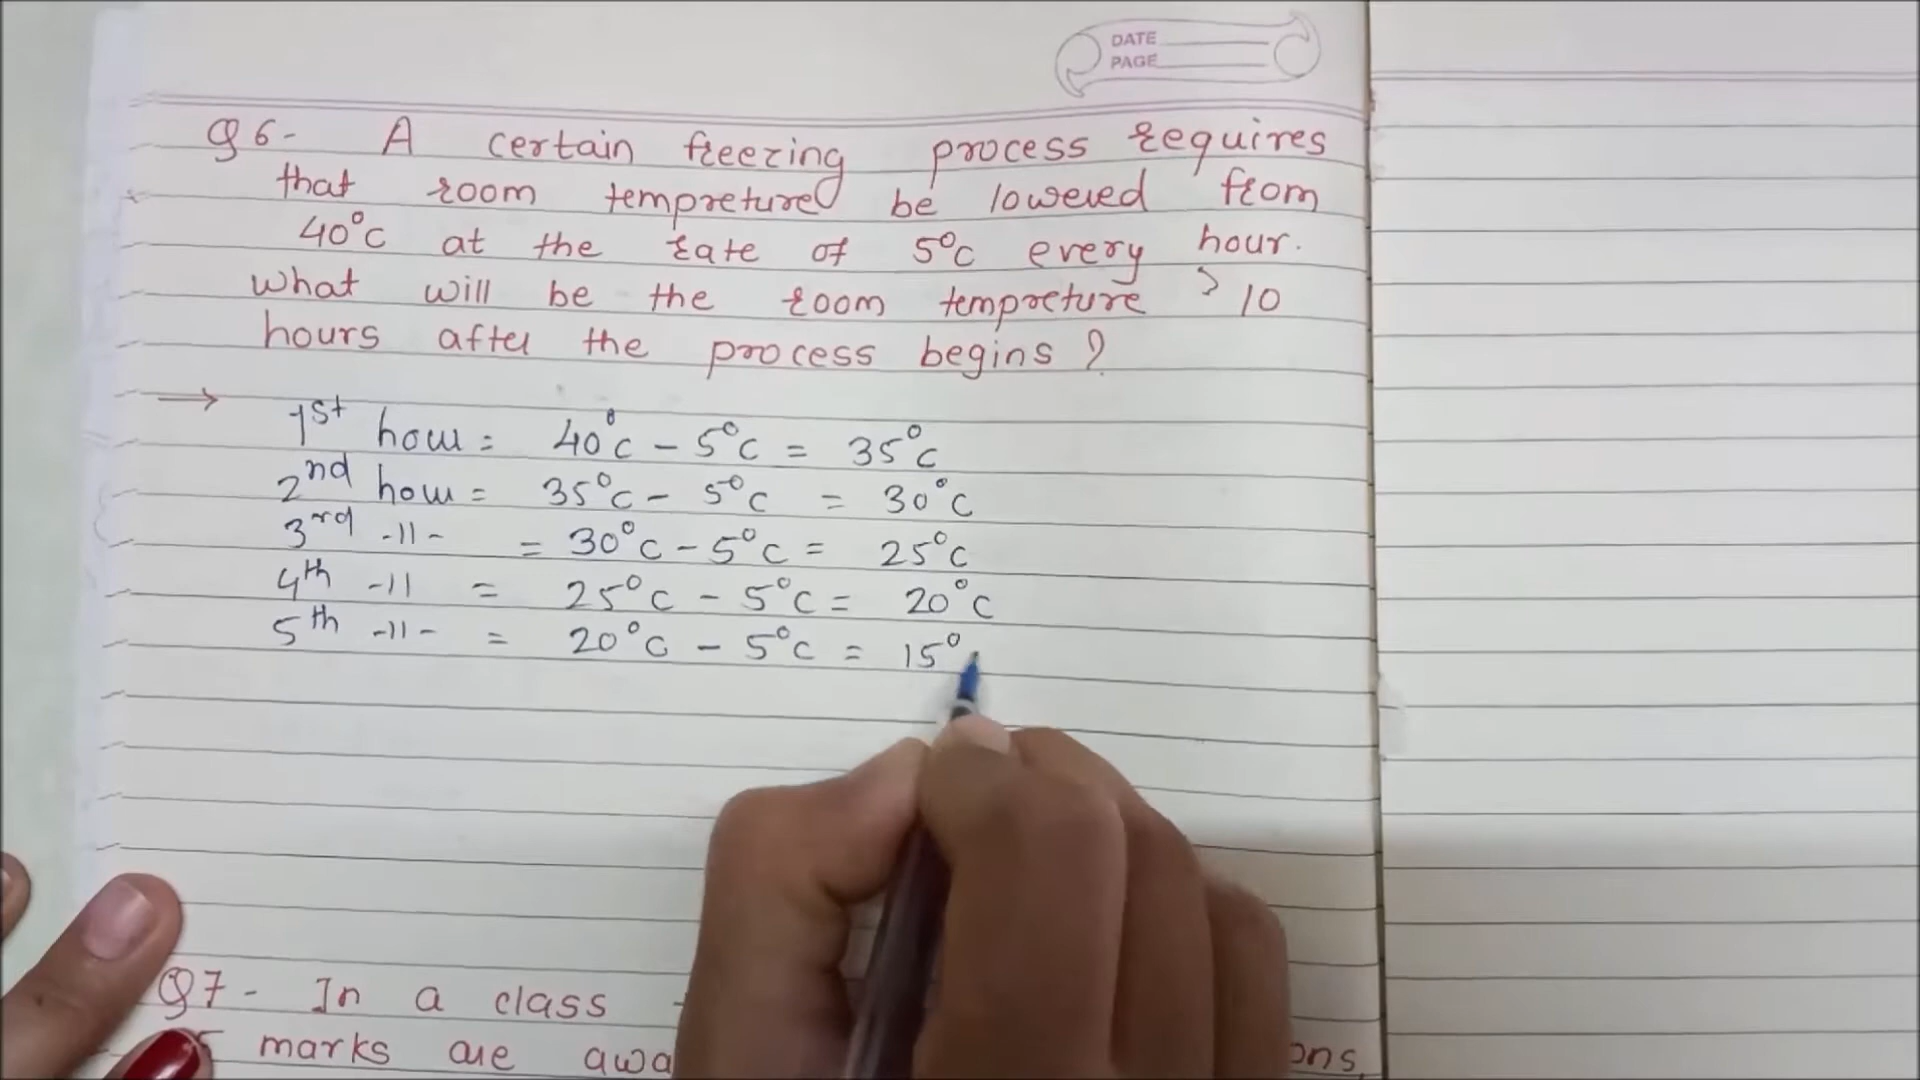 DATE
PAGE
Q6- A certain freezing process requires
that room tempreture be lowered from
40°C at the rate of 5°C every hour.
What will be the room tempreture 10
hours after the process begins ?
→
1st hour = 40°C - 5°C = 35°C
2nd hour = 35°C - 5°C = 30°C
3rd -11- = 30°C - 5°C = 25°C
4th -11 = 25°C - 5°C = 20°C
5th -11- = 20°C - 5°C = 15°
Q7- In a class
marks are